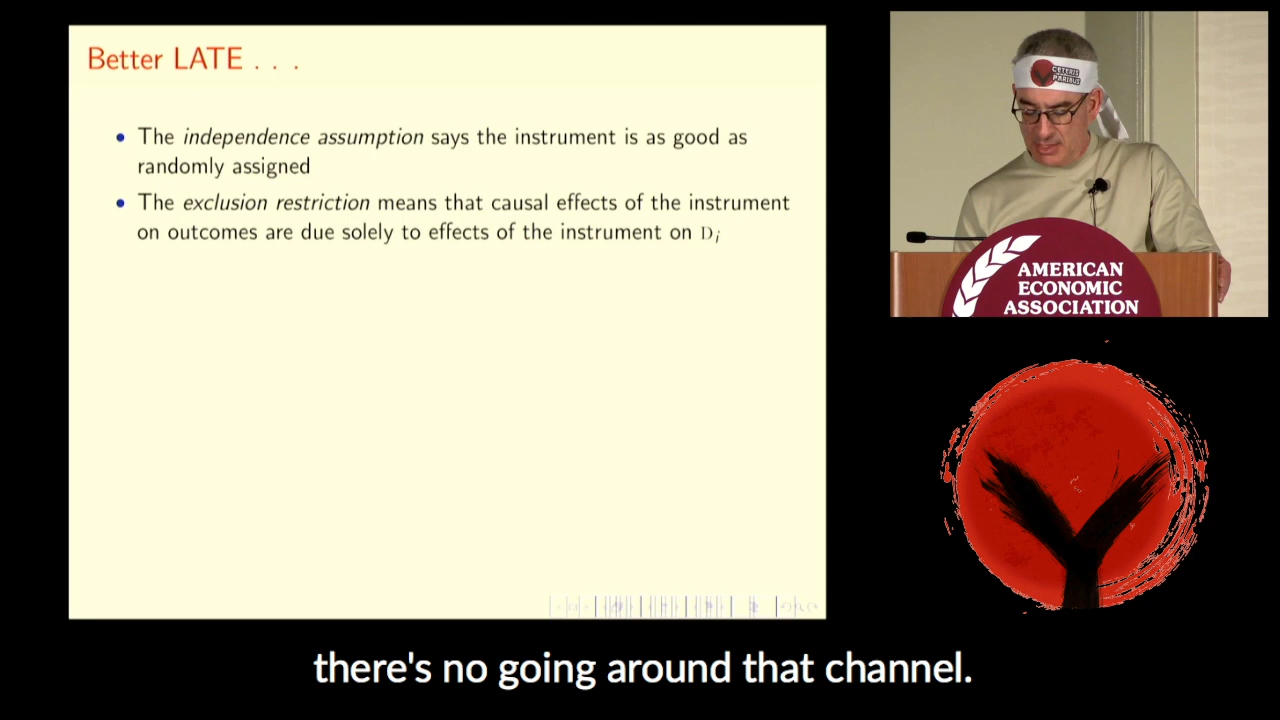 Better LATE . . .
• The independence assumption says the instrument is as good as
randomly assigned
• The exclusion restriction means that causal effects of the instrument
on outcomes are due solely to effects of the instrument on Dᵢ
CETERIS
PARIBUS
AMERICAN
ECONOMIC
ASSOCIATION
there's no going around that channel.